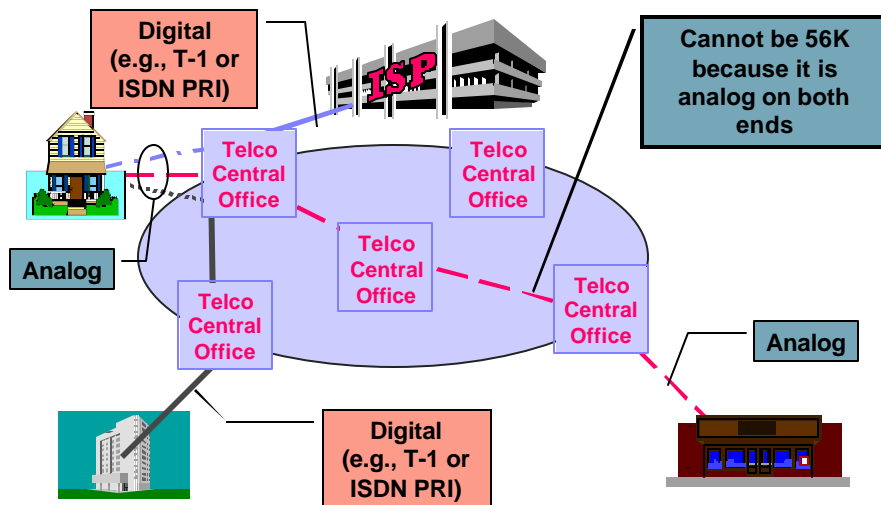 Digital
(e.g., T-1 or
ISDN PRI)
ISP
Cannot be 56K
because it is
analog on both
ends
Telco
Central
Office
Telco
Central
Office
Analog
Telco
Central
Office
Telco
Central
Office
Telco
Central
Office
Analog
Digital
(e.g., T-1 or
ISDN PRI)